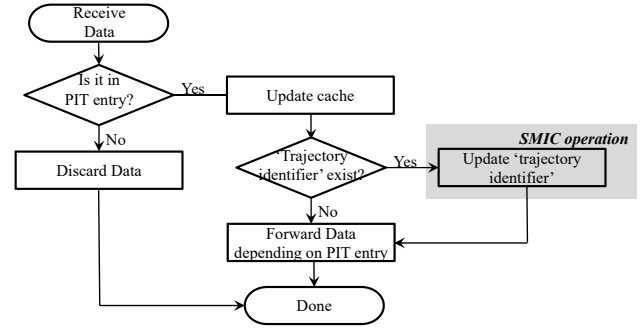 Receive
Data
Is it in
PIT entry?
Yes
Update cache
No
Discard Data
SMIC operation
'Trajectory
identifier' exist?
Yes
Update 'trajectory
identifier'
No
Forward Data
depending on PIT entry
Done